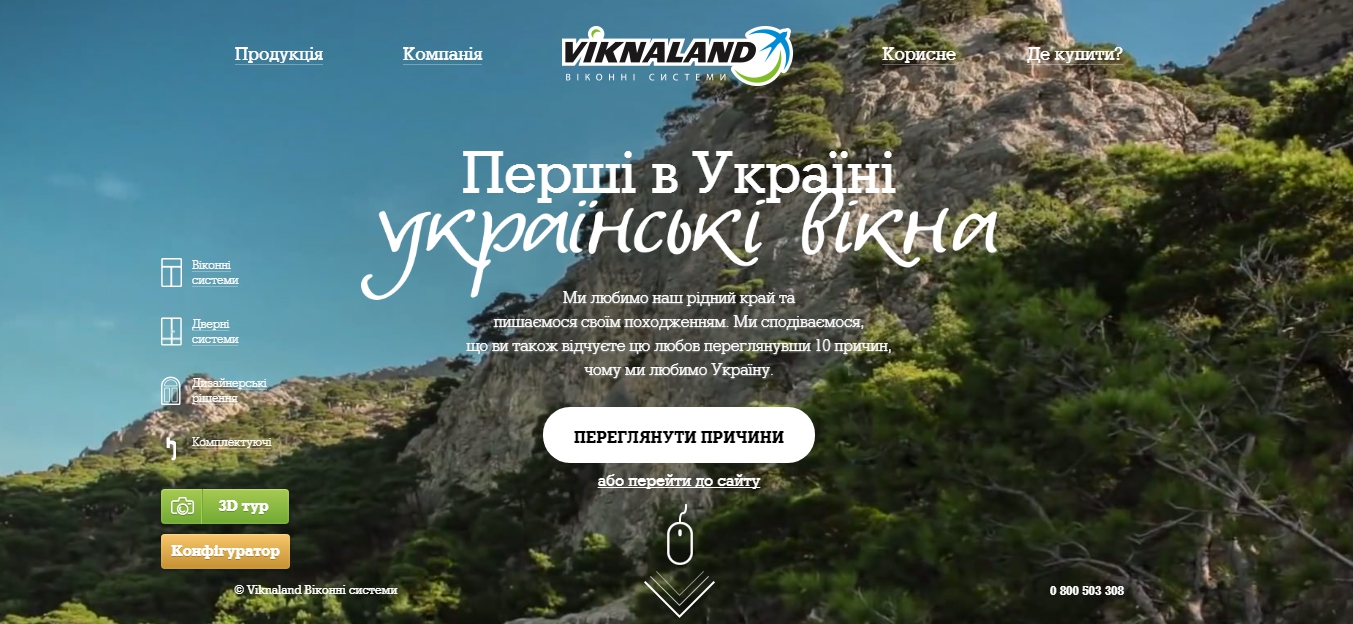 Продукція
Компанія
VIKNALAND
ВІКОННІ СИСТЕМИ
Корисне
Де купити?
Перші в Україні
українські вікна
Віконні
системи
Дверні
системи
Дизайнерські
рішення
Комплектуючі
3D тур
Конфігуратор
Ми любимо наш рідний край та
пишаємося своїм походженням. Ми сподіваємося,
що ви також відчуєте цю любов переглянувши 10 причин,
чому ми любимо Україну.
ПЕРЕГЛЯНУТИ ПРИЧИНИ
або перейти до сайту
© Viknaland Віконні системи
0 800 503 308